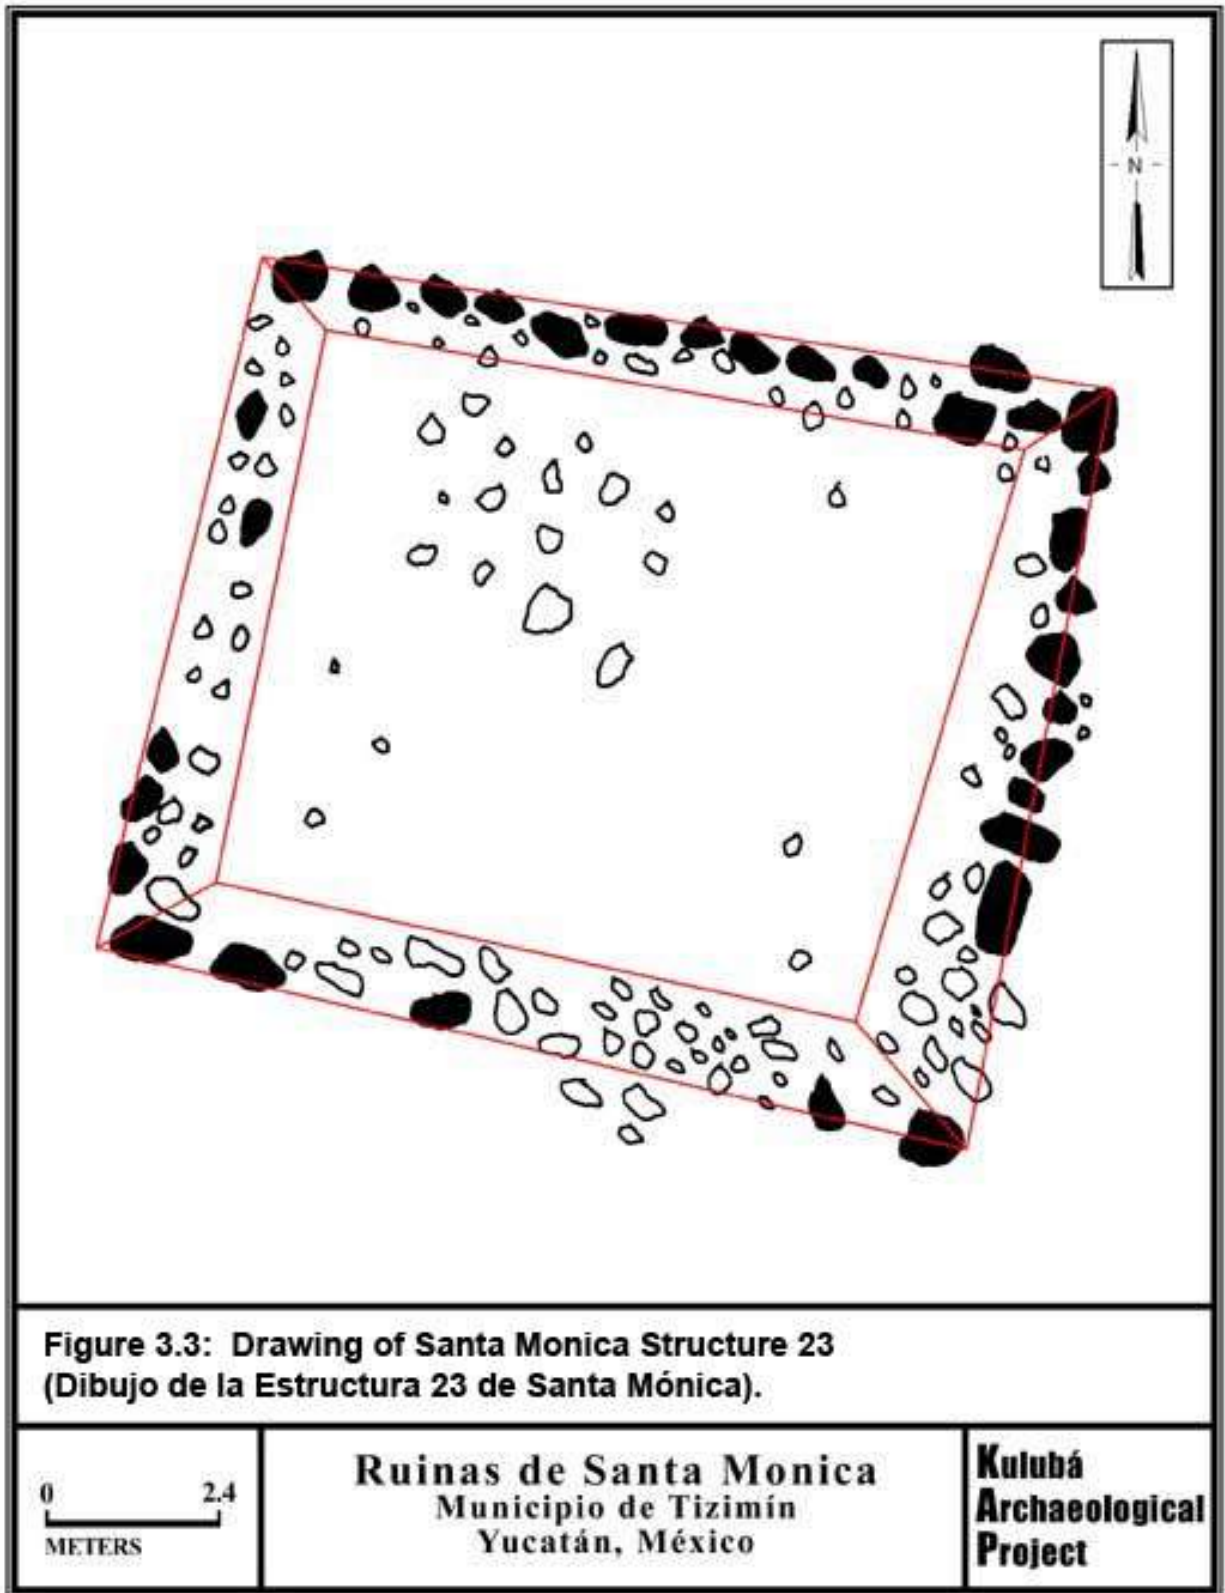 - N -
Figure 3.3: Drawing of Santa Monica Structure 23
(Dibujo de la Estructura 23 de Santa Mónica).
0 2.4
METERS
Ruinas de Santa Monica
Municipio de Tizimín
Yucatán, México
Kulubá
Archaeological
Project